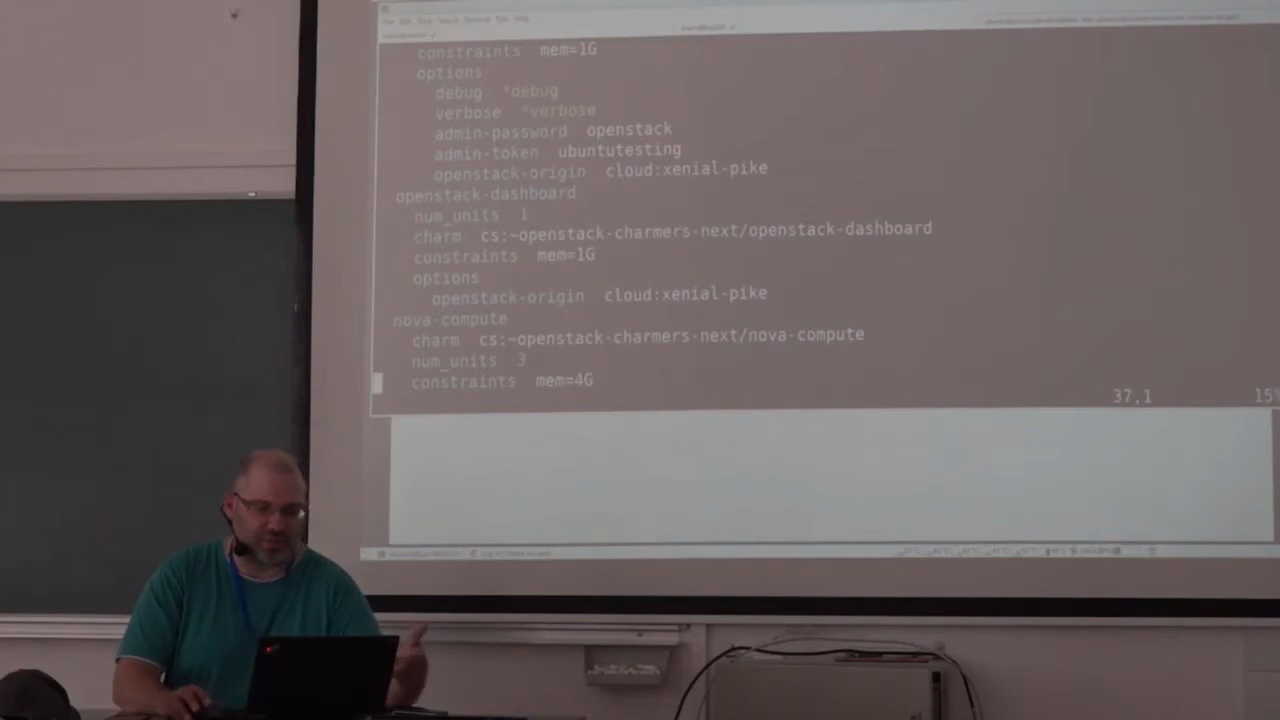 constraints mem=1G
options
debug *debug
verbose *verbose
admin-password openstack
admin-token ubuntutesting
openstack-origin cloud:xenial-pike
openstack-dashboard
num_units 1
charm cs:~openstack-charmers-next/openstack-dashboard
constraints mem=1G
options
openstack-origin cloud:xenial-pike
nova-compute
charm cs:~openstack-charmers-next/nova-compute
num_units 3
constraints mem=4G
37,1 15%